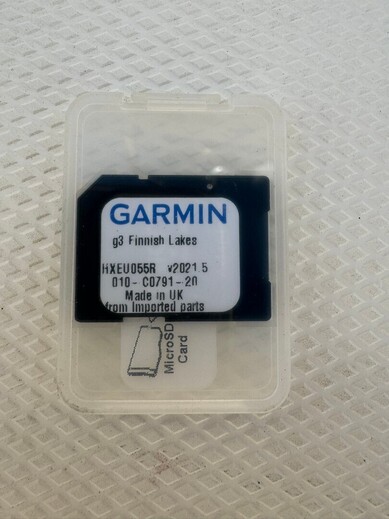 GARMIN
g3 Finnish Lakes
HXEU055R v2021.5
010-C0791-20
Made in UK
from Imported parts
MicroSD
Card